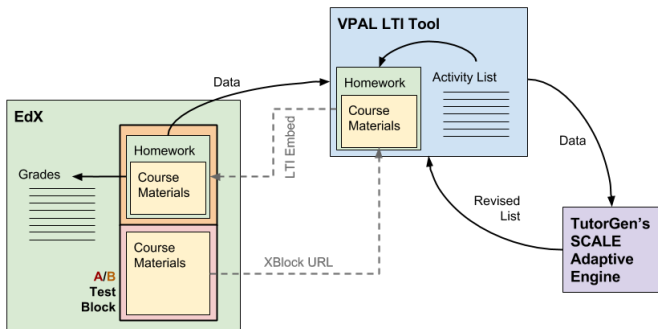 VPAL LTI Tool
Data
Homework
Activity List
Course
Materials
EdX
Homework
Grades
Course
Materials
LTI Embed
Data
Revised
List
TutorGen's
SCALE
Adaptive
Engine
Course
Materials
XBlock URL
A/B
Test
Block